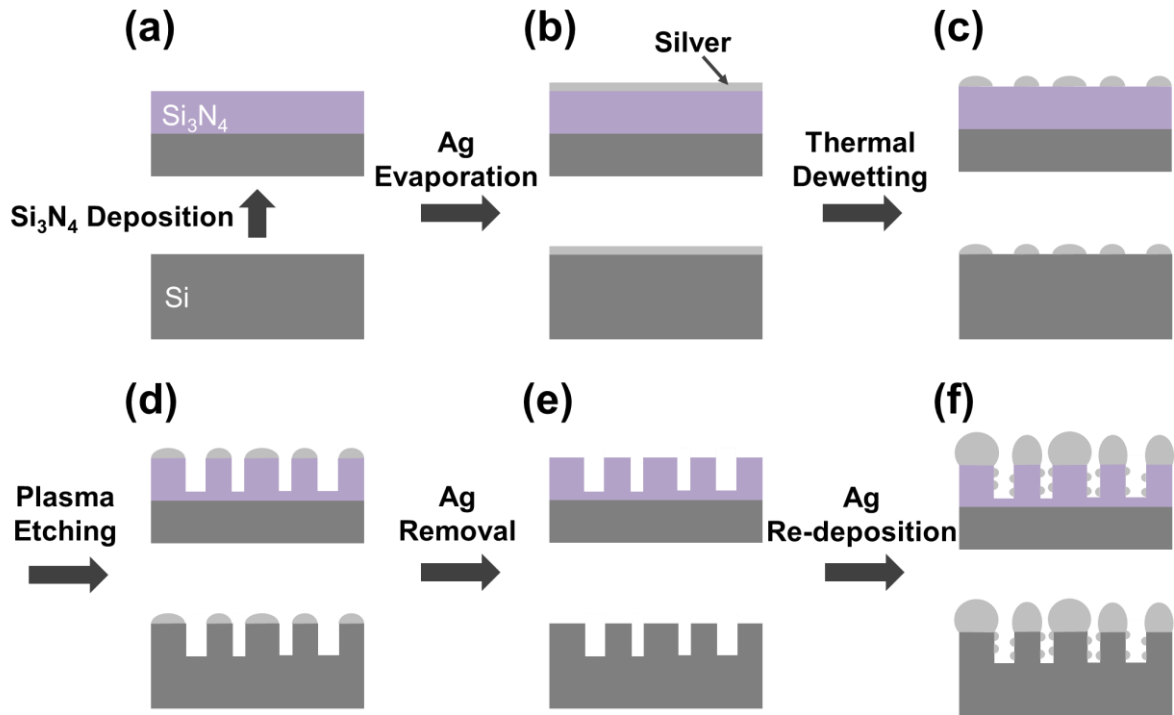 (a)
(b)
(c)
Silver
Si₃N₄
Ag
Evaporation
Thermal
Dewetting
Si₃N₄ Deposition
Si
(d)
(e)
(f)
Plasma
Etching
Ag
Removal
Ag
Re-deposition